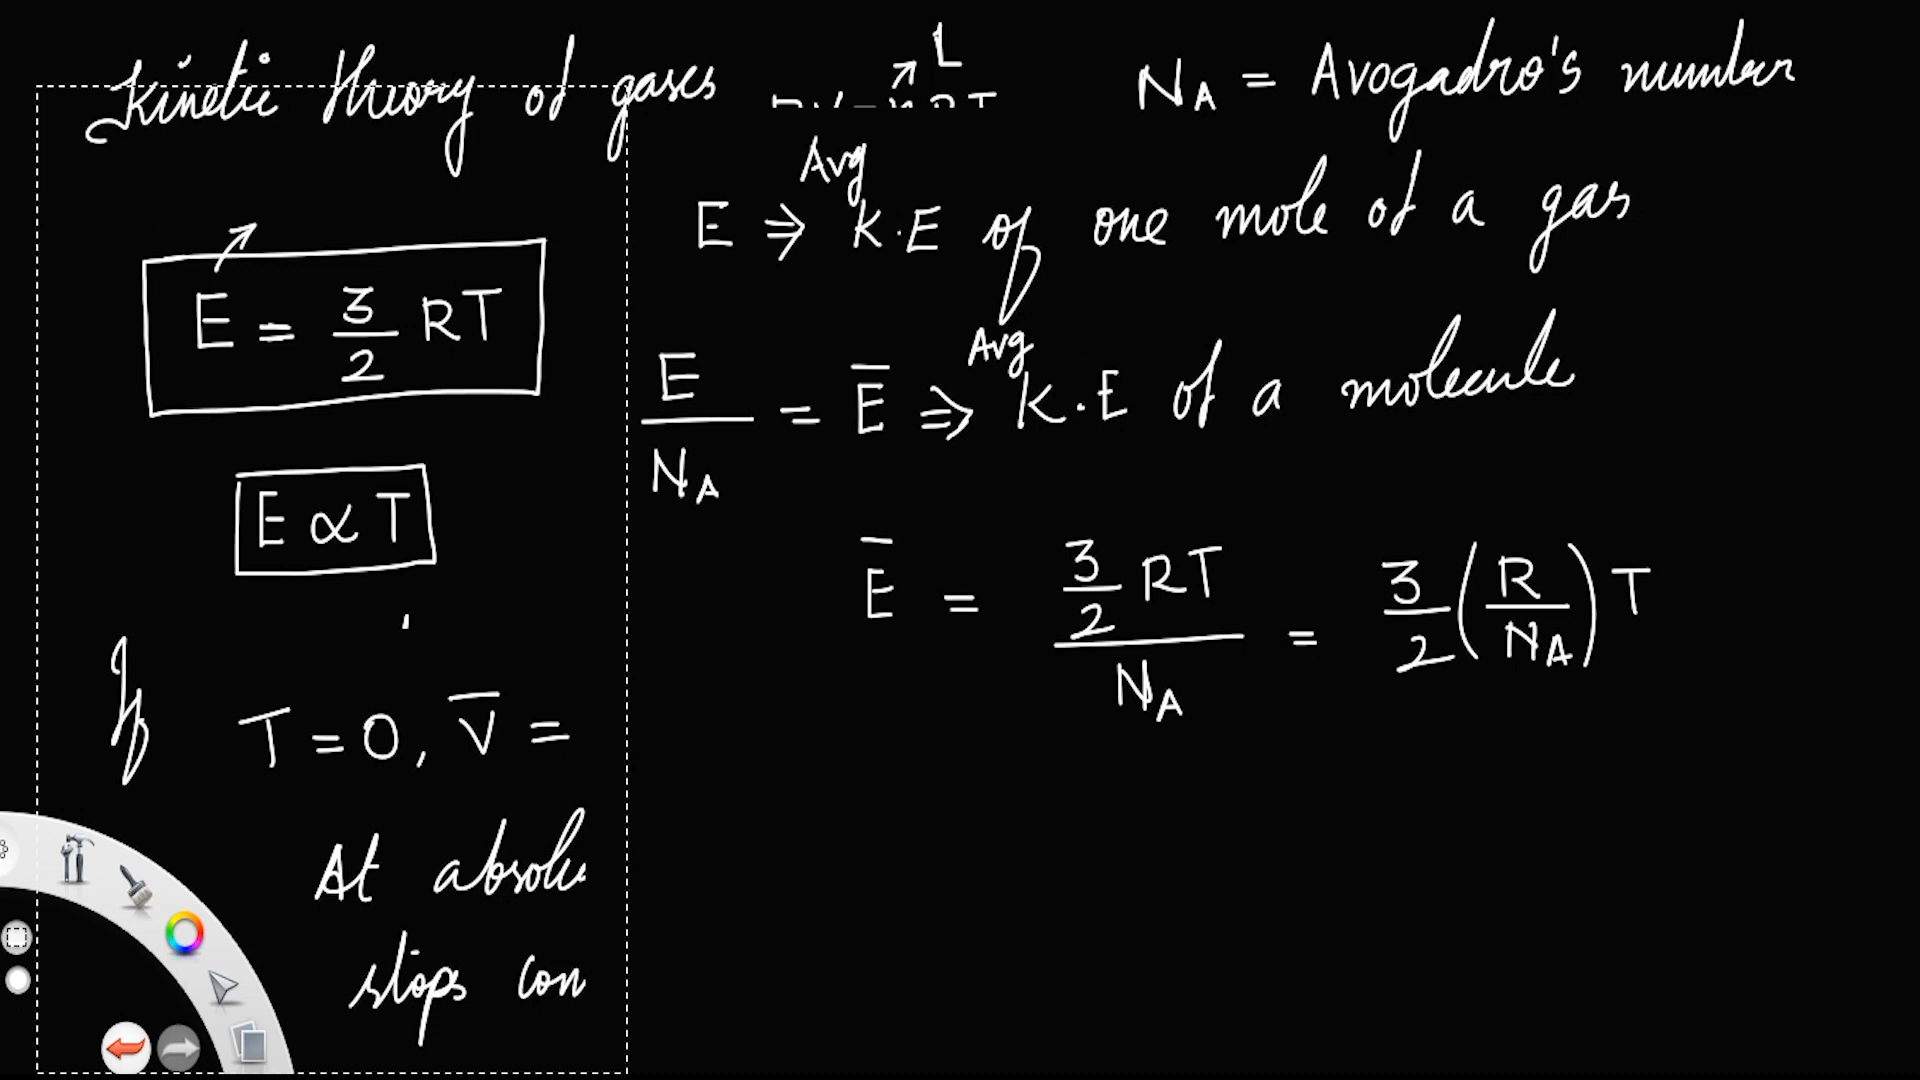 Kinetic theory of gases
E = 3/2 RT
E ∝ T
If T = 0, V̄ =
At absolu
stops con
L
N_A = Avogadro's number
Avg
E ⇒ K.E of one mole of a gas
Avg
E/N_A = Ē ⇒ K.E of a molecule
Ē = (3/2 RT)/N_A = 3/2 (R/N_A) T